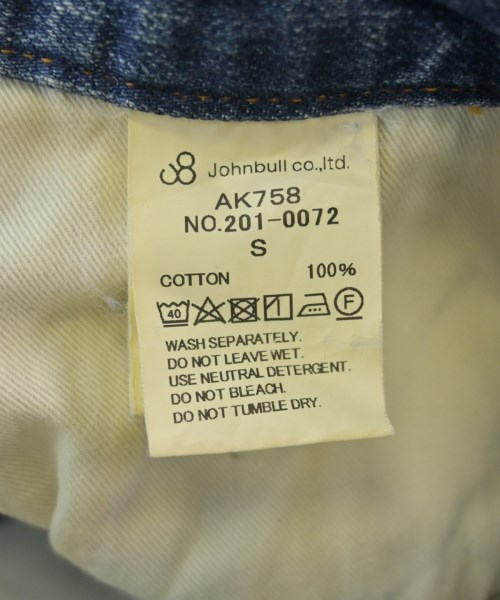 Johnbull co.,ltd.
AK758
NO.201-0072
S
COTTON 100%
40 F
WASH SEPARATELY.
DO NOT LEAVE WET.
USE NEUTRAL DETERGENT.
DO NOT BLEACH.
DO NOT TUMBLE DRY.